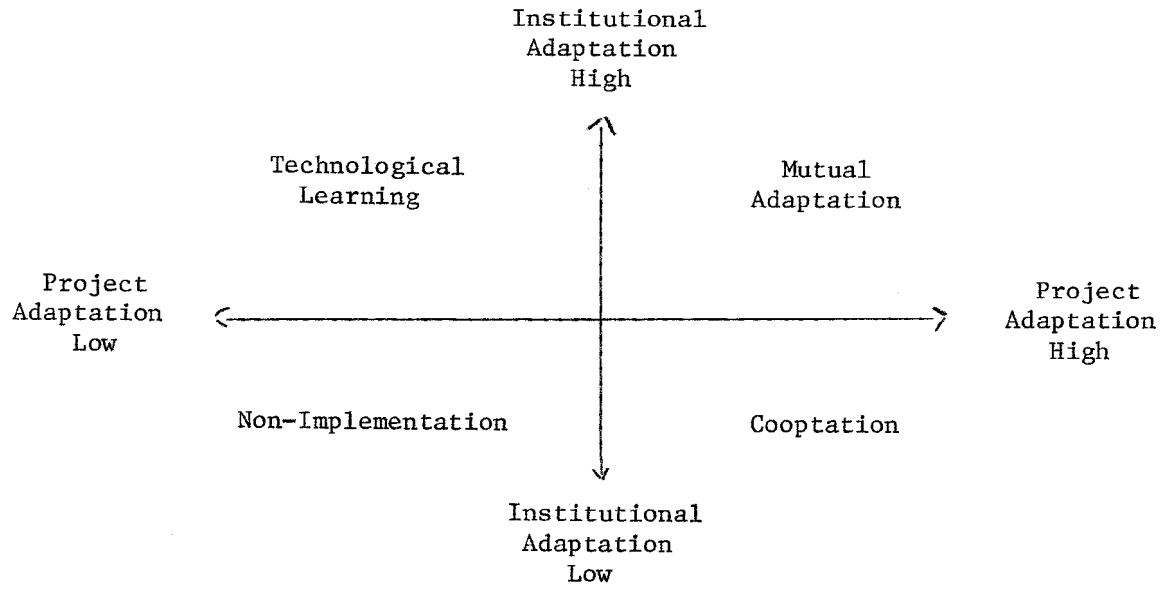 Institutional
Adaptation
High
Technological
Learning
Mutual
Adaptation
Project
Adaptation
Low
Project
Adaptation
High
Non-Implementation
Cooptation
Institutional
Adaptation
Low